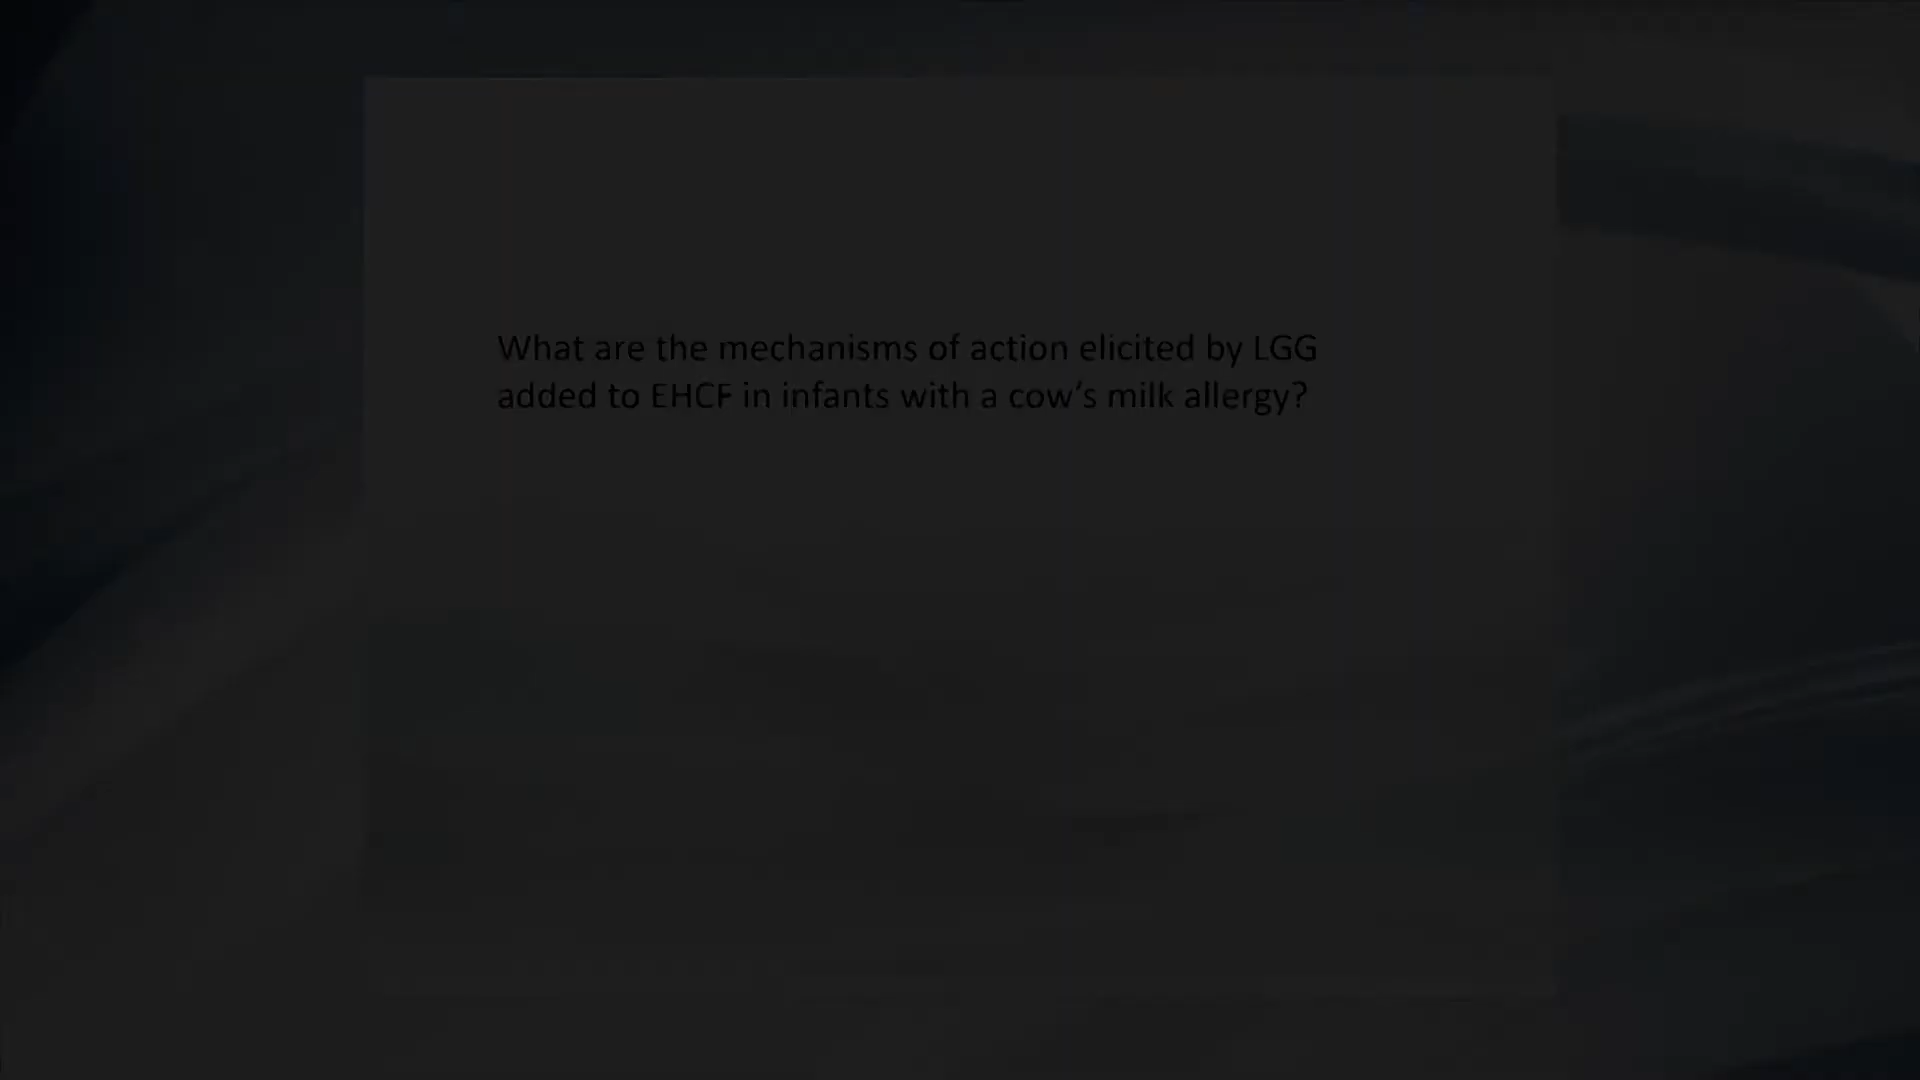 What are the mechanisms of action elicited by LGG
added to EHCF in infants with a cow’s milk allergy?